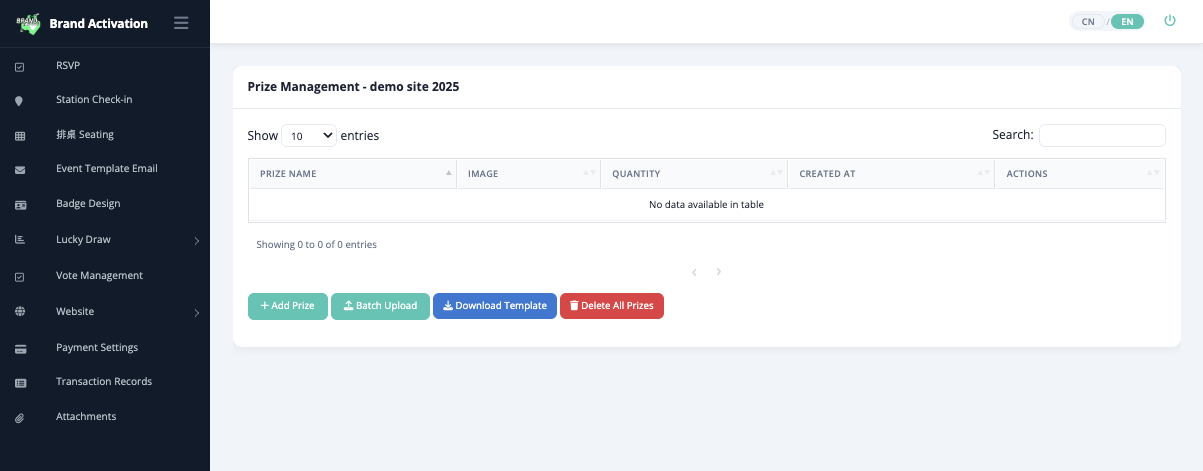 BRAND
Brand Activation
CN / EN
RSVP
Station Check-in
排桌 Seating
Event Template Email
Badge Design
Lucky Draw
Vote Management
Website
Payment Settings
Transaction Records
Attachments
Prize Management - demo site 2025
Show 10 entries
Search:
PRIZE NAME IMAGE QUANTITY CREATED AT ACTIONS
No data available in table
Showing 0 to 0 of 0 entries
Add Prize Batch Upload Download Template Delete All Prizes